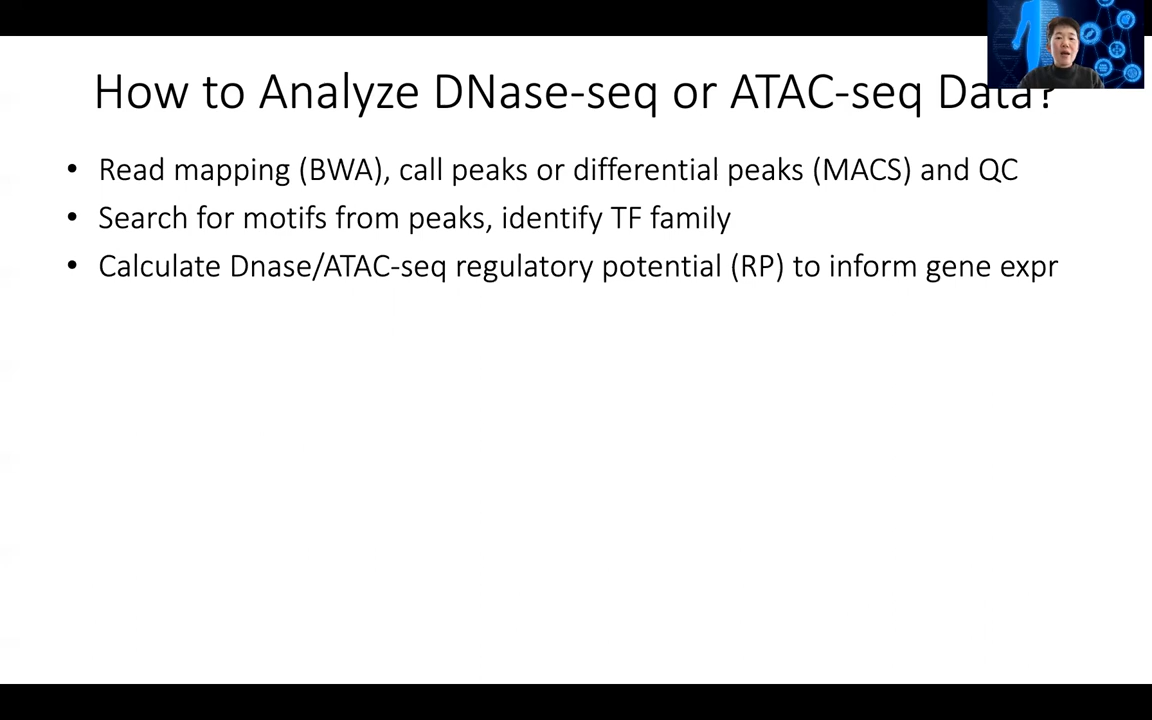 How to Analyze DNase-seq or ATAC-seq Data?
• Read mapping (BWA), call peaks or differential peaks (MACS) and QC
• Search for motifs from peaks, identify TF family
• Calculate Dnase/ATAC-seq regulatory potential (RP) to inform gene expr